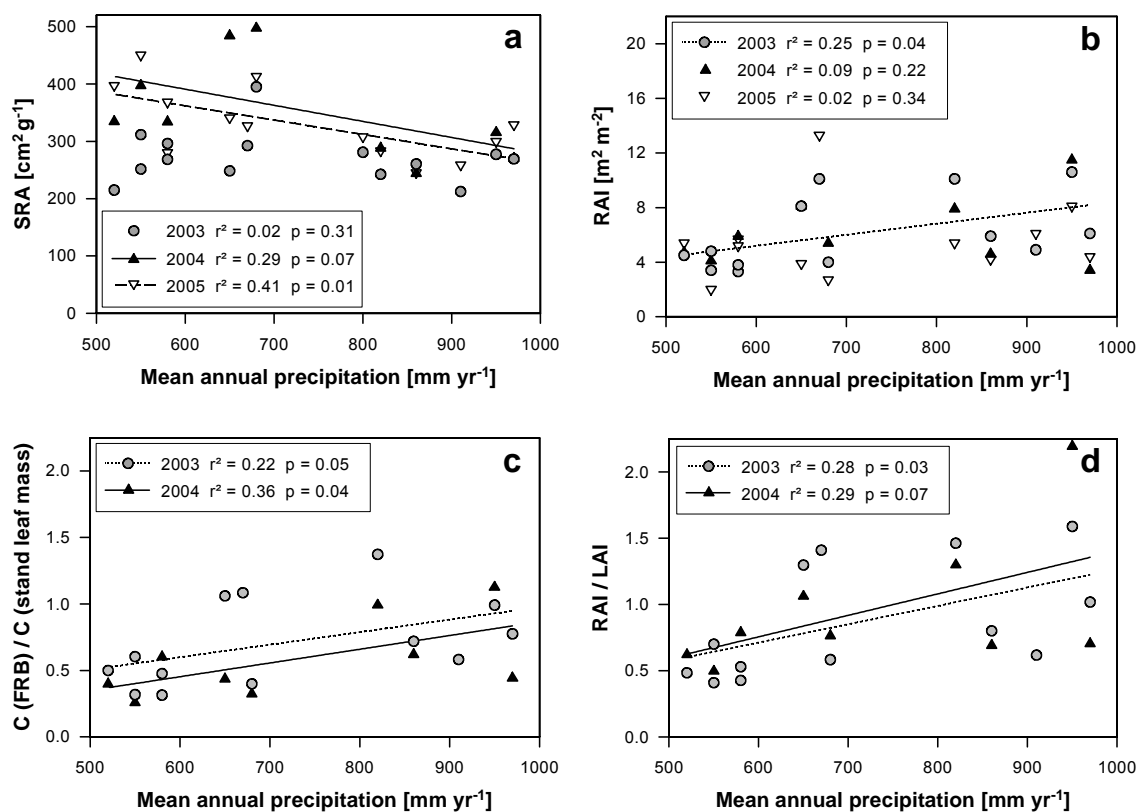 a
SRA [cm² g⁻¹]
500
400
300
200
100
0
2003 r² = 0.02 p = 0.31
2004 r² = 0.29 p = 0.07
2005 r² = 0.41 p = 0.01
500 600 700 800 900 1000
Mean annual precipitation [mm yr⁻¹]
b
RAI [m² m⁻²]
20
16
12
8
4
0
2003 r² = 0.25 p = 0.04
2004 r² = 0.09 p = 0.22
2005 r² = 0.02 p = 0.34
500 600 700 800 900 1000
Mean annual precipitation [mm yr⁻¹]
c
C (FRB) / C (stand leaf mass)
2.0
1.5
1.0
0.5
0.0
2003 r² = 0.22 p = 0.05
2004 r² = 0.36 p = 0.04
500 600 700 800 900 1000
Mean annual precipitation [mm yr⁻¹]
d
RAI / LAI
2.0
1.5
1.0
0.5
0.0
2003 r² = 0.28 p = 0.03
2004 r² = 0.29 p = 0.07
500 600 700 800 900 1000
Mean annual precipitation [mm yr⁻¹]